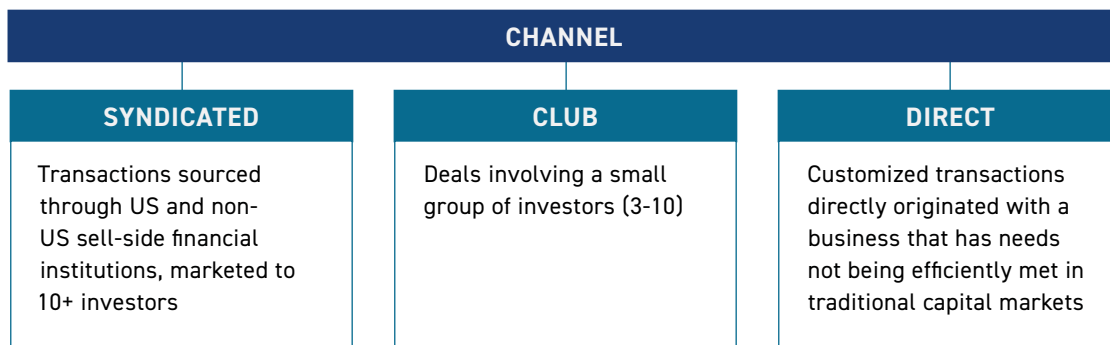 CHANNEL
SYNDICATED
Transactions sourced
through US and non-
US sell-side financial
institutions, marketed to
10+ investors
CLUB
Deals involving a small
group of investors (3-10)
DIRECT
Customized transactions
directly originated with a
business that has needs
not being efficiently met in
traditional capital markets